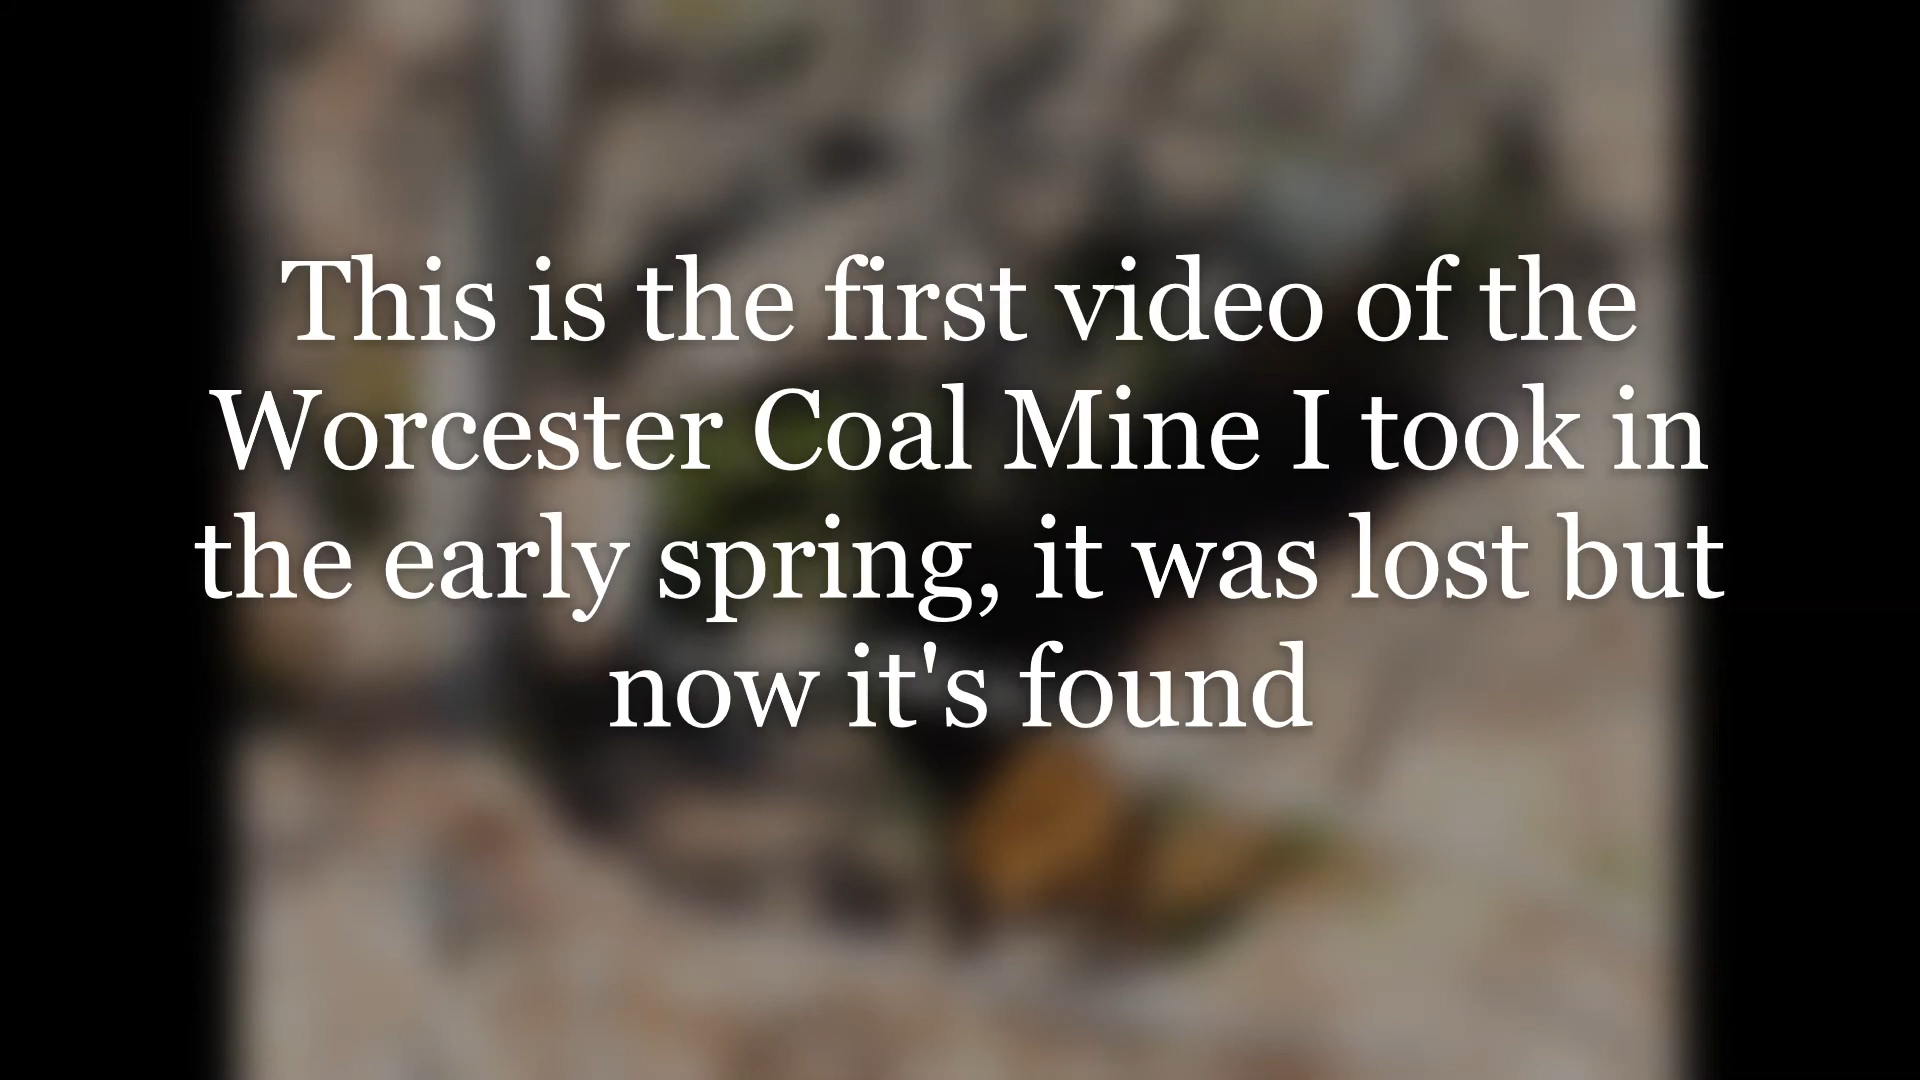 This is the first video of the
Worcester Coal Mine I took in
the early spring, it was lost but
now it's found